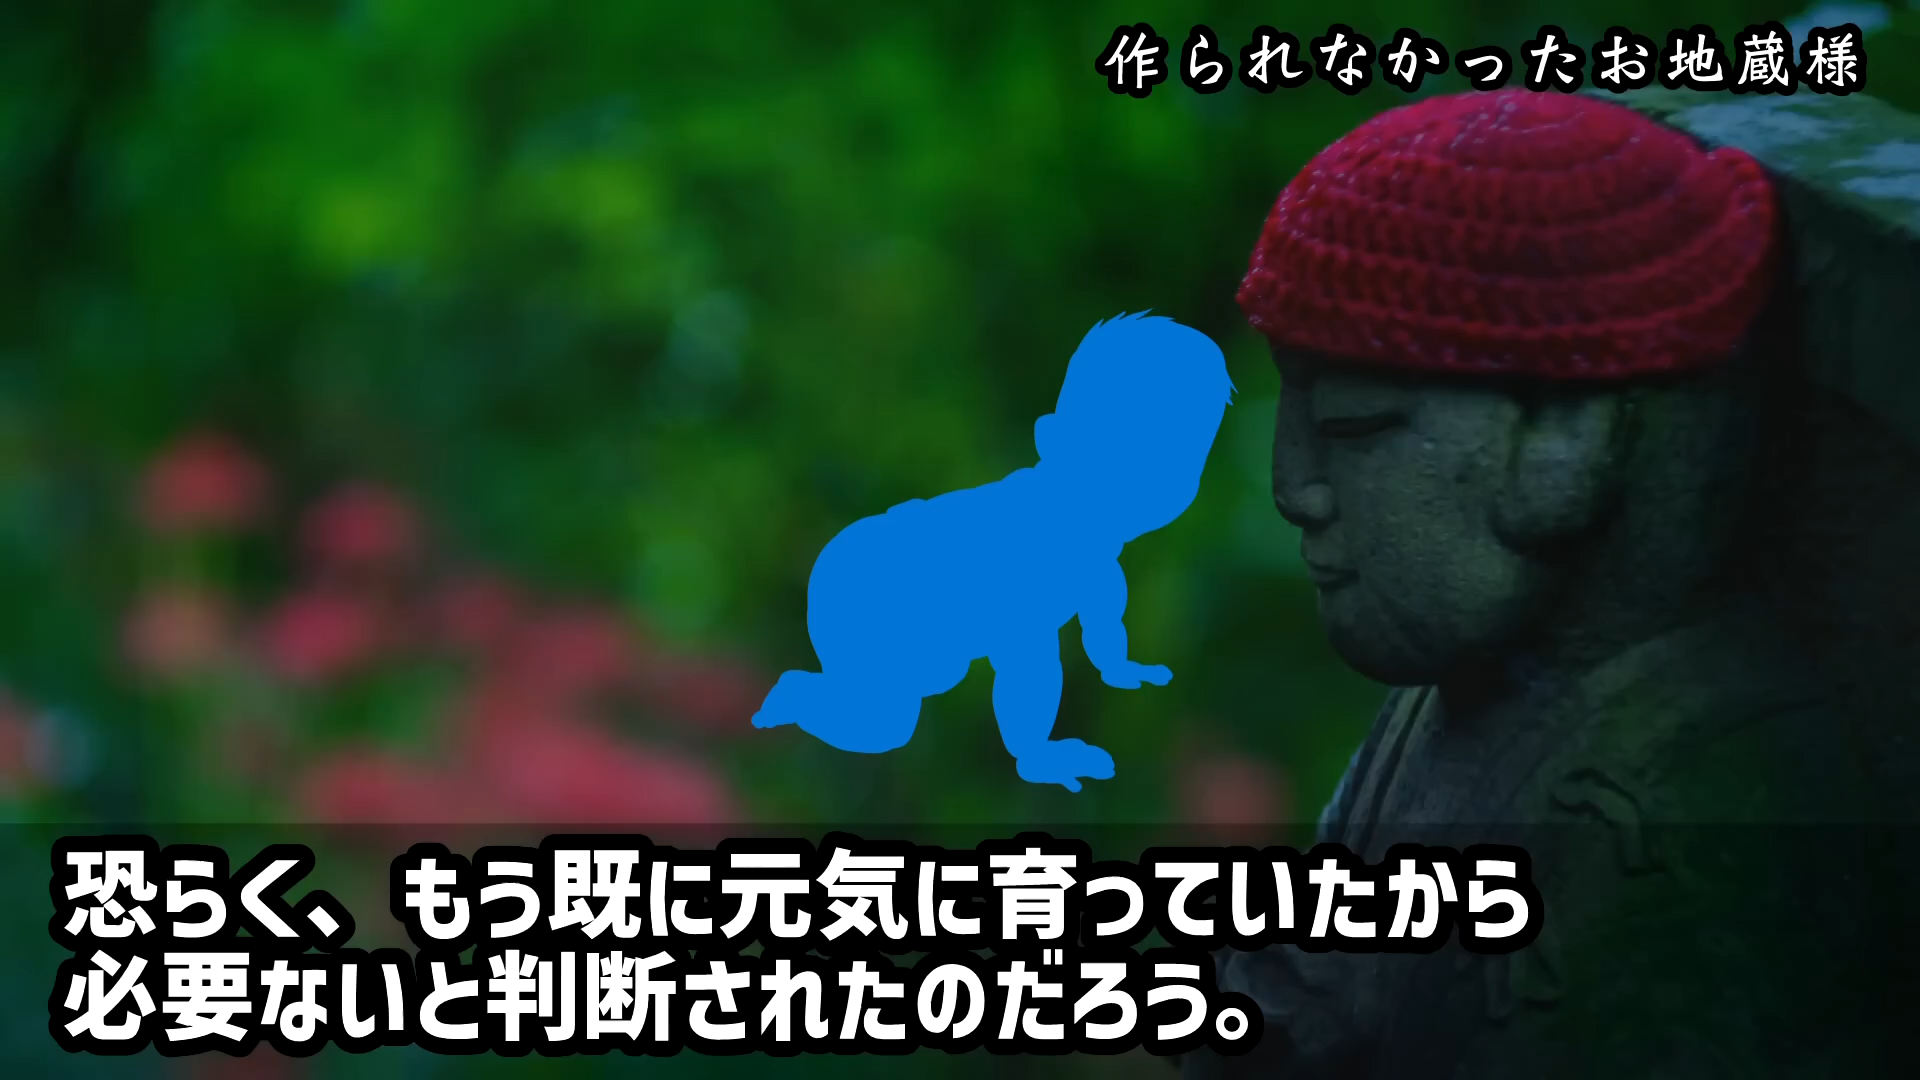 作られなかったお地蔵様
恐らく、もう既に元気に育っていたから
必要ないと判断されたのだろう。